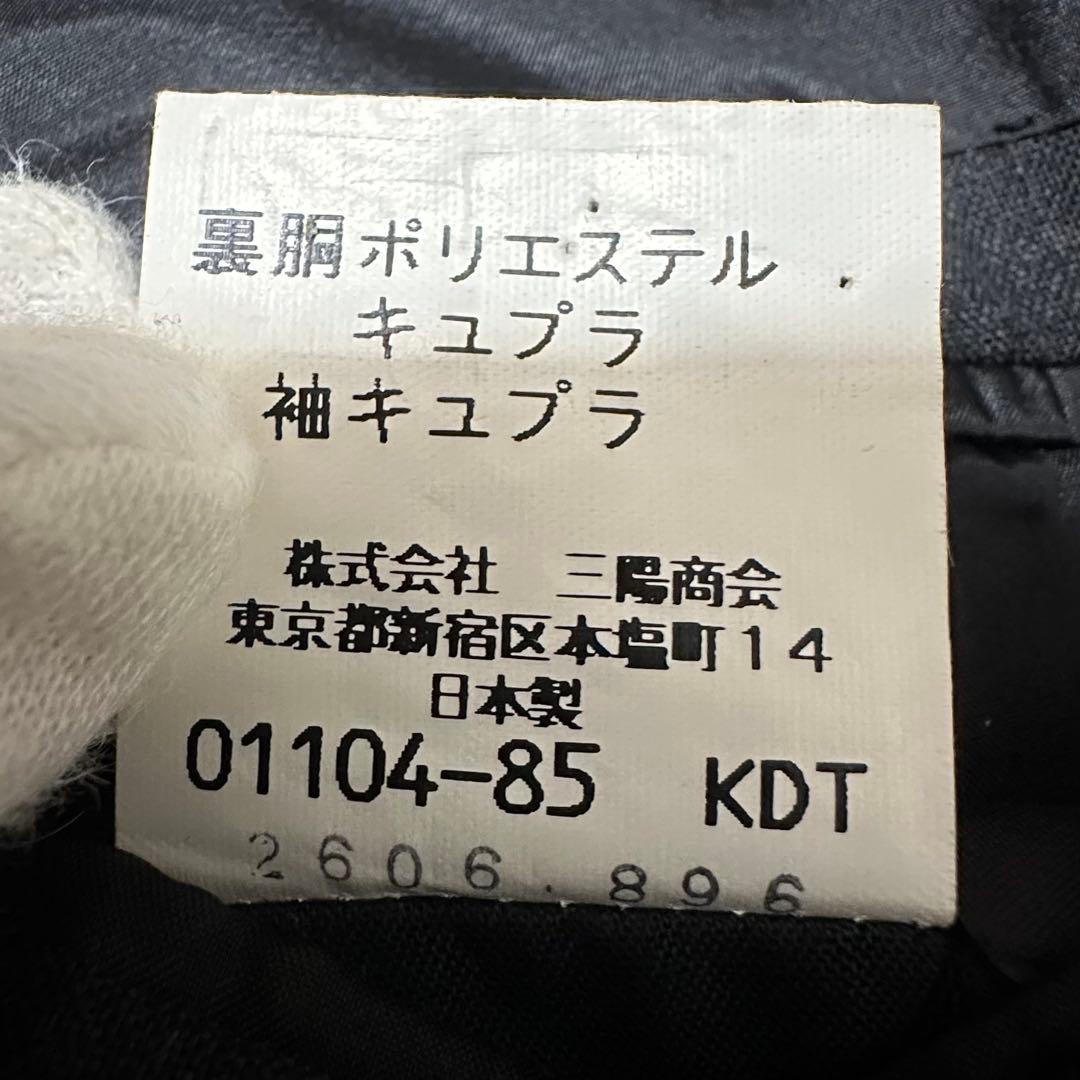 裏胴ポリエステル
キュプラ
袖キュプラ
株式会社 三陽商会
東京都新宿区本塩町14
日本製
01104-85 KDT
2606.896